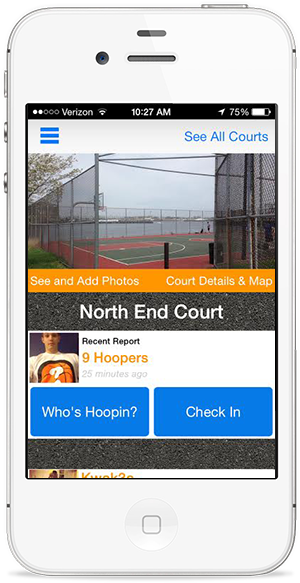 Verizon 10:27 AM 75%
See All Courts
See and Add Photos Court Details & Map
North End Court
Recent Report
9 Hoopers
25 minutes ago
Who's Hoopin? Check In